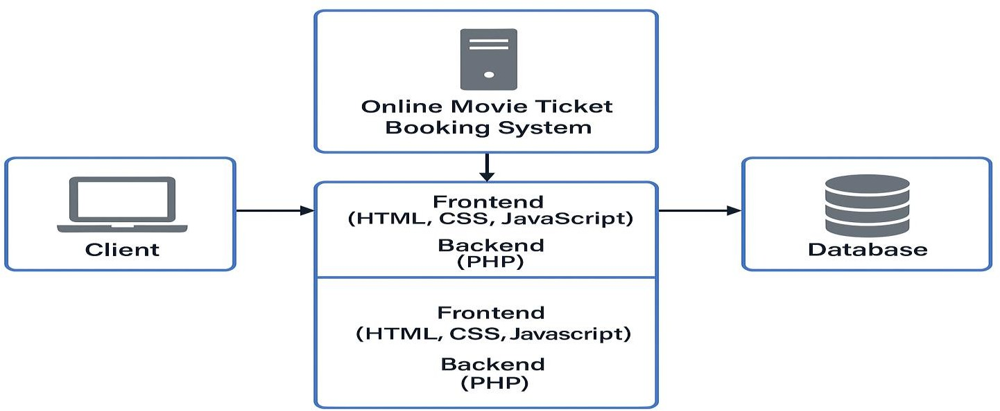 Online Movie Ticket
Booking System
Client
Frontend
(HTML, CSS, JavaScript)
Backend
(PHP)
Database
Frontend
(HTML, CSS, Javascript)
Backend
(PHP)